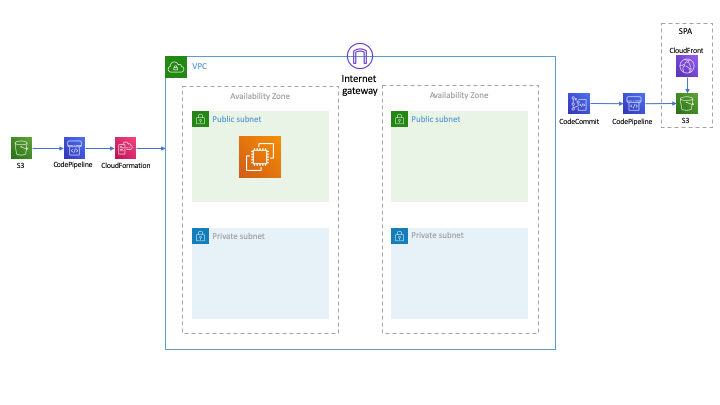 SPA
CloudFront
VPC
Internet
gateway
Availability Zone
Availability Zone
Public subnet
Public subnet
CodeCommit
CodePipeline
S3
S3
CodePipeline
CloudFormation
Private subnet
Private subnet